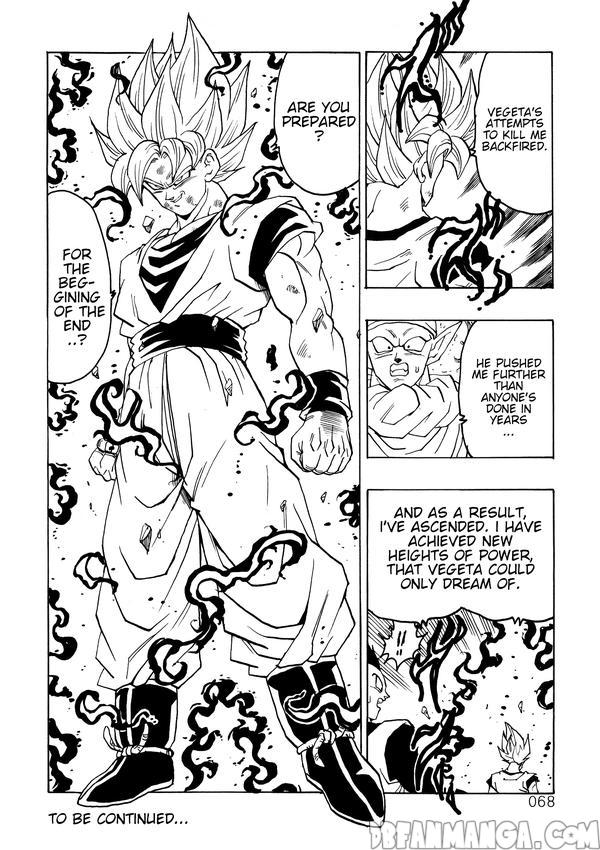 VEGETA'S
ATTEMPTS
TO KILL ME
BACKFIRED.
HE PUSHED
ME FURTHER
THAN
ANYONE'S
DONE IN
YEARS
...
AND AS A RESULT,
I'VE ASCENDED. I HAVE
ACHIEVED NEW
HEIGHTS OF POWER,
THAT VEGETA COULD
ONLY DREAM OF.
ARE YOU
PREPARED
?
FOR
THE
BEG-
GINING
OF THE
END
..?
068
TO BE CONTINUED...
DBFANMANGA.COM